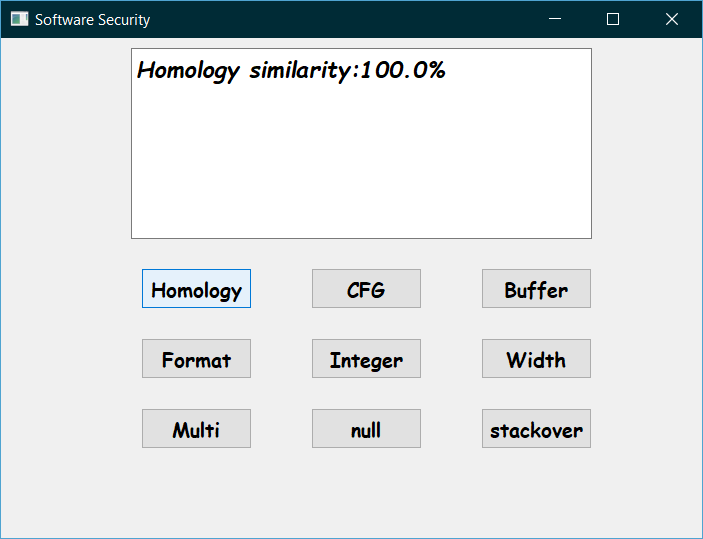 Software Security
Homology similarity:100.0%
Homology CFG Buffer
Format Integer Width
Multi null stackover